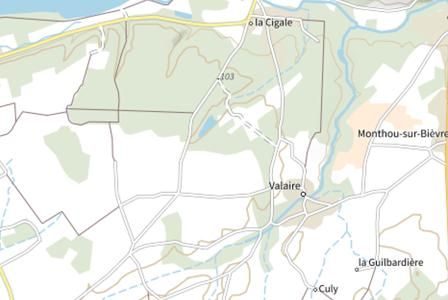 la Cigale
103
Monthou-sur-Bièvre
Valaire
la Guilbardière
Culy